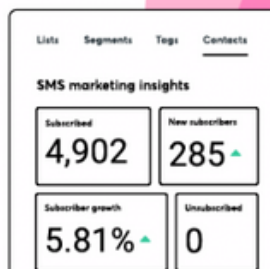 Lists Segments Tags Contacts
SMS marketing insights
Subscribed
4,902
New subscribers
285
Subscriber growth
5.81%
Unsubscribed
0